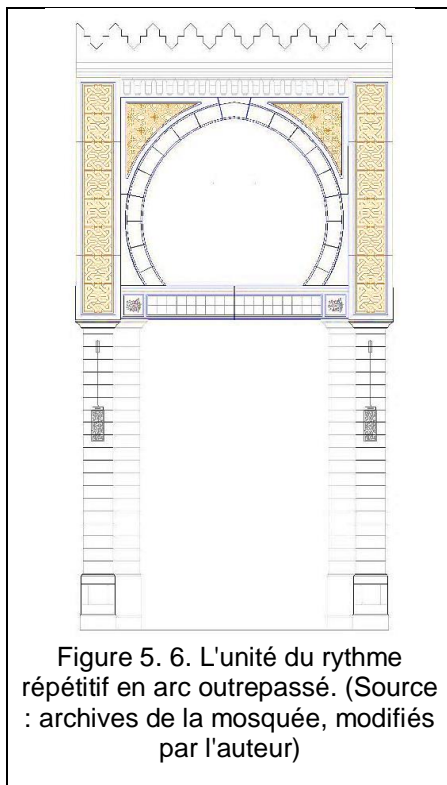 Figure 5. 6. L'unité du rythme
répétitif en arc outrepassé. (Source
: archives de la mosquée, modifiés
par l'auteur)